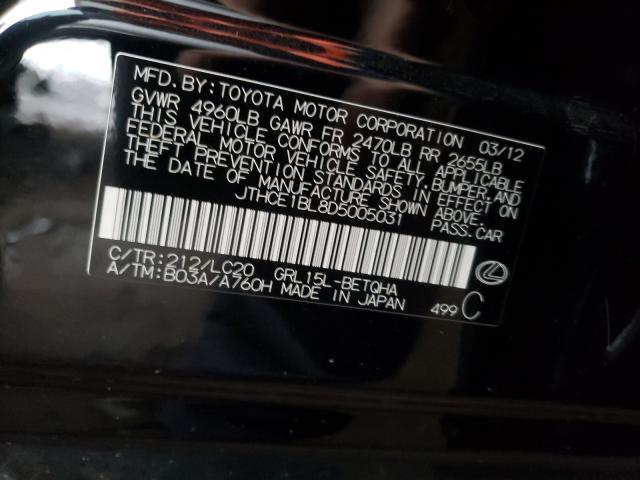 MFD. BY: TOYOTA MOTOR CORPORATION 03/12
GVWR 4960LB GAWR FR 2470LB RR 2655LB
THIS VEHICLE CONFORMS TO ALL APPLICABLE
FEDERAL MOTOR VEHICLE SAFETY, BUMPER, AND
THEFT PREVENTION STANDARDS IN EFFECT ON
THE DATE OF MANUFACTURE SHOWN ABOVE.
JTHCE1BL8D5005031 PASS.CAR
C/TR: 212/LC20 GRL15L-BETQHA
A/TM: B03A/A760H MADE IN JAPAN 499 C